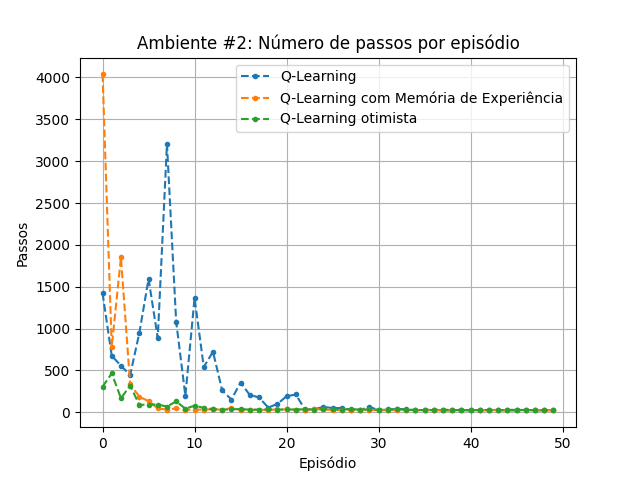 Ambiente #2: Número de passos por episódio
Q-Learning
Q-Learning com Memória de Experiência
Q-Learning otimista
Passos
4000
3500
3000
2500
2000
1500
1000
500
0
0 10 20 30 40 50
Episódio